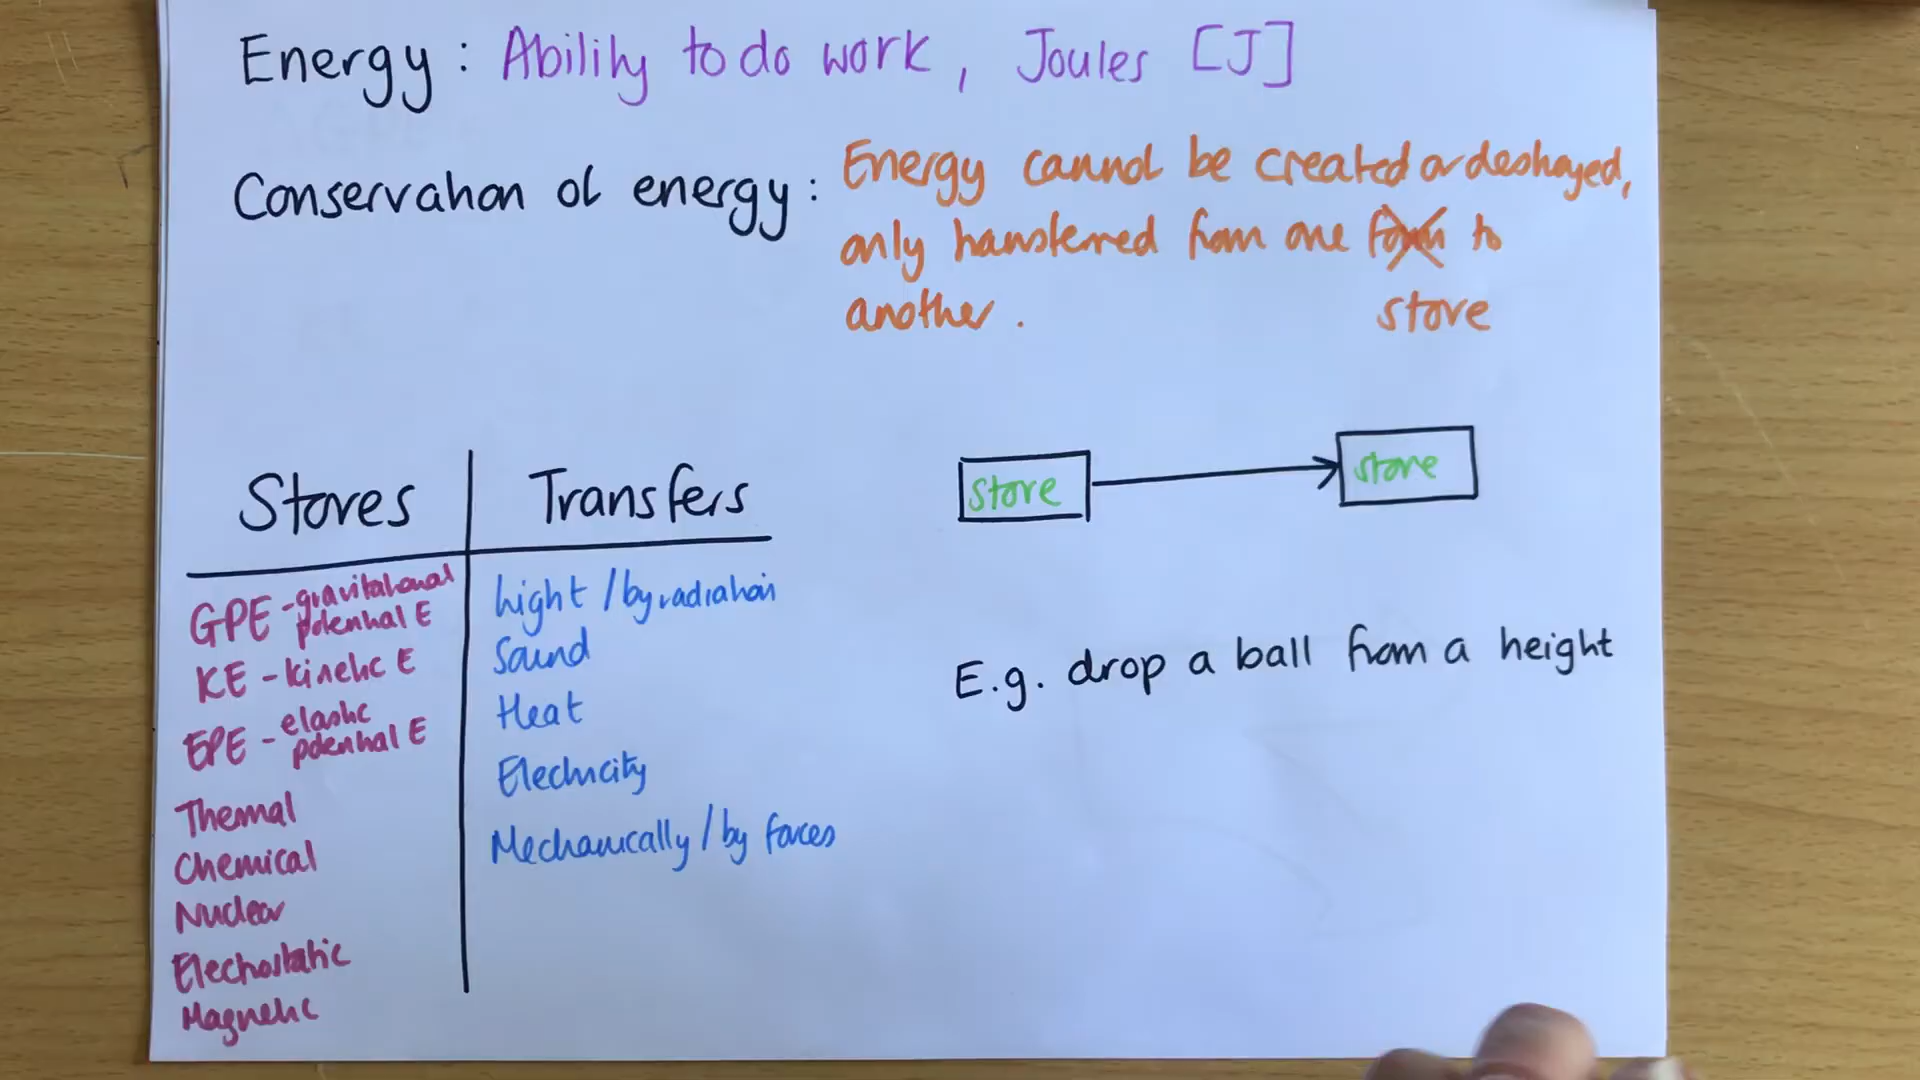 Energy : Ability to do work , Joules [J]
Conservation of energy : Energy cannot be created or destroyed,
only transferred from one form to
another . store
Stores Transfers
GPE - gravitational
potential E
KE - kinetic E
EPE - elastic
potential E
Thermal
Chemical
Nuclear
Electrostatic
Magnetic
Light / by radiation
Sound
Heat
Electricity
Mechanically / by forces
store
store
E.g. drop a ball from a height